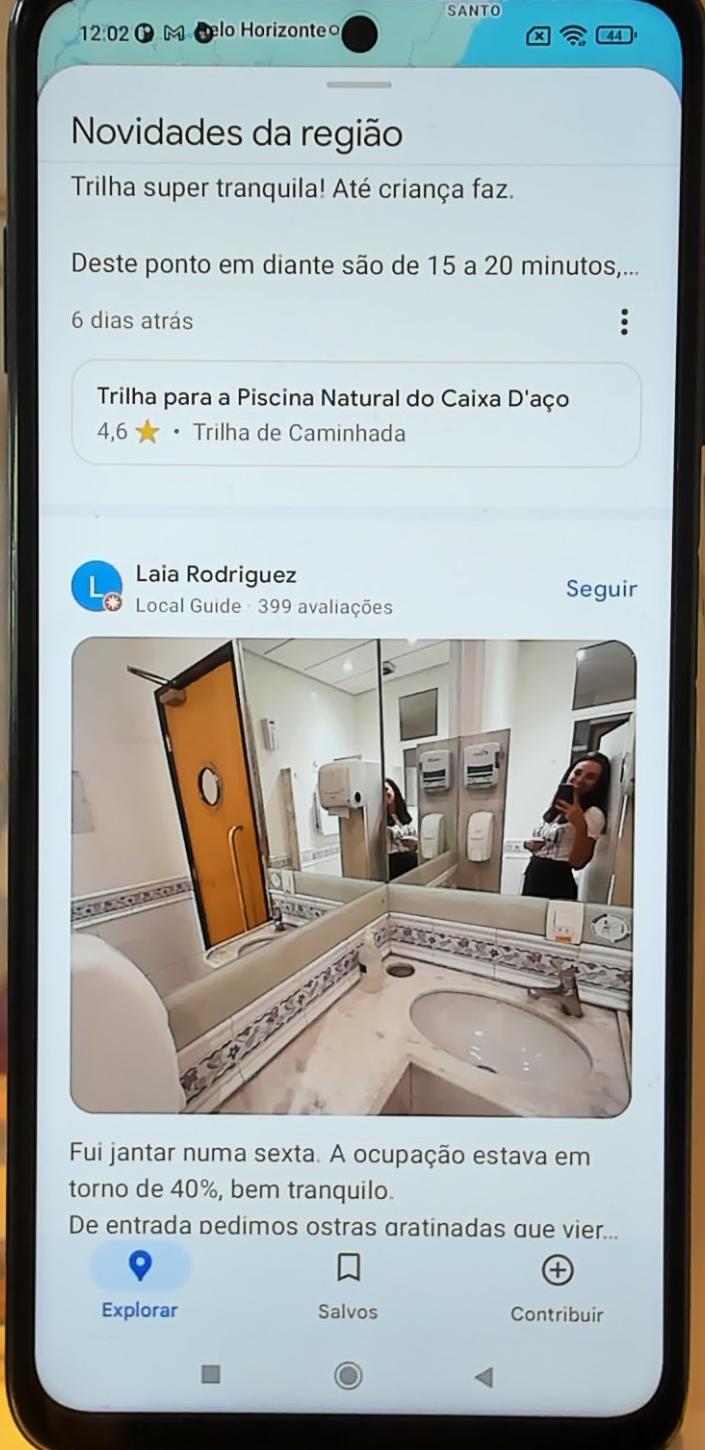 SANTO
12:02
elo Horizonte
44
Novidades da região
Trilha super tranquila! Até criança faz.
Deste ponto em diante são de 15 a 20 minutos,...
6 dias atrás
Trilha para a Piscina Natural do Caixa D'aço
4,6 ★ · Trilha de Caminhada
L
Laia Rodriguez
Local Guide · 399 avaliações
Seguir
Fui jantar numa sexta. A ocupação estava em
torno de 40%, bem tranquilo.
De entrada pedimos ostras gratinadas que vier...
Explorar
Salvos
Contribuir